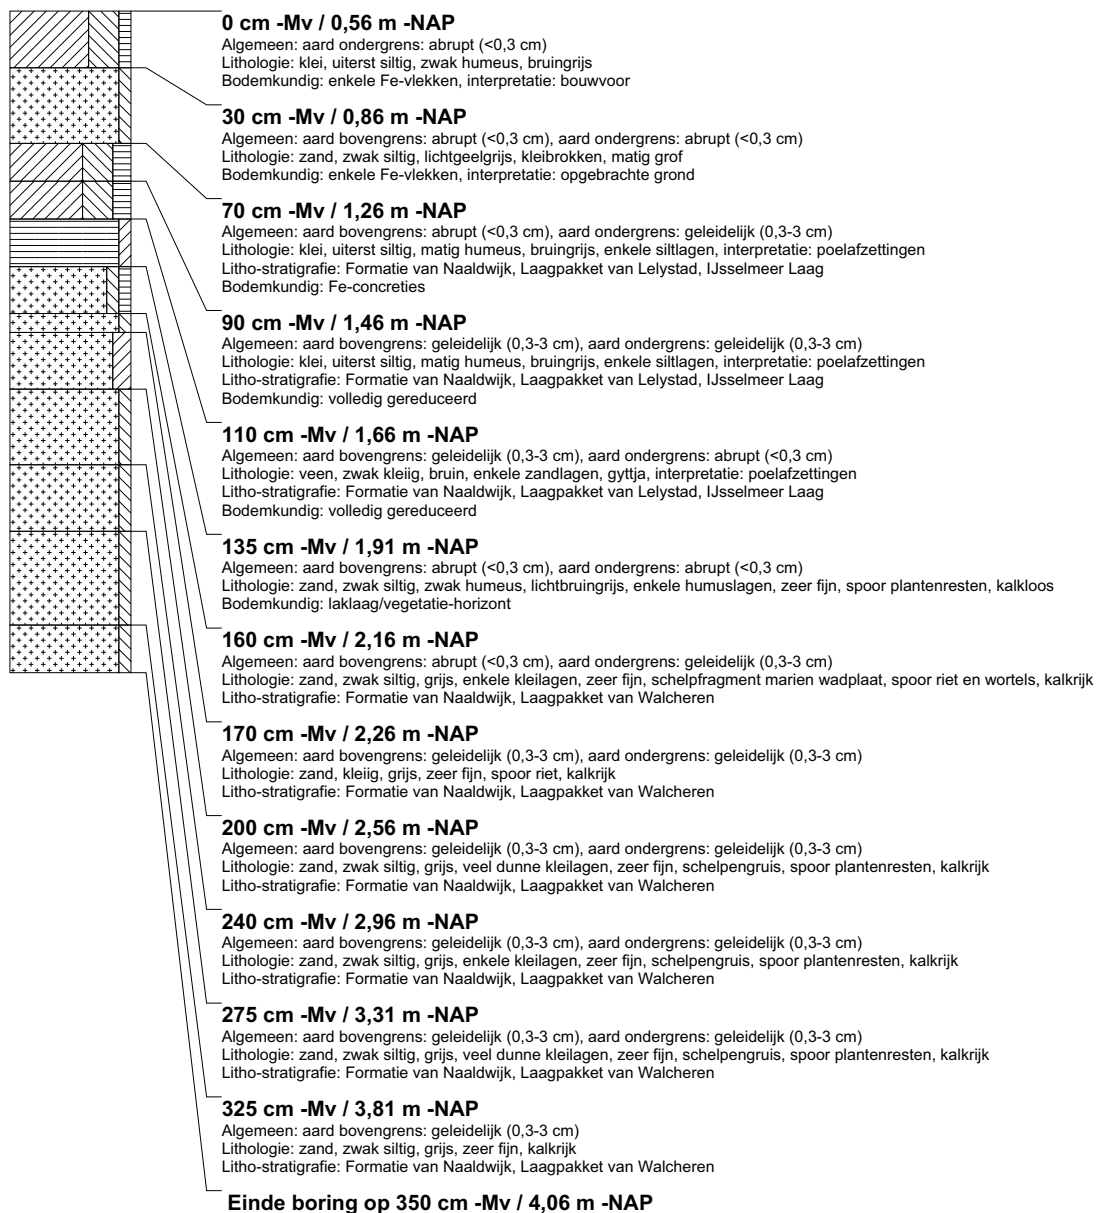 0 cm -Mv / 0,56 m -NAP
Algemeen: aard ondergrens: abrupt (<0,3 cm)
Lithologie: klei, uiterst siltig, zwak humeus, bruingrijs
Bodemkundig: enkele Fe-vlekken, interpretatie: bouwvoor
30 cm -Mv / 0,86 m -NAP
Algemeen: aard bovengrens: abrupt (<0,3 cm), aard ondergrens: abrupt (<0,3 cm)
Lithologie: zand, zwak siltig, lichtgeelgrijs, kleibrokken, matig grof
Bodemkundig: enkele Fe-vlekken, interpretatie: opgebrachte grond
70 cm -Mv / 1,26 m -NAP
Algemeen: aard bovengrens: abrupt (<0,3 cm), aard ondergrens: geleidelijk (0,3-3 cm)
Lithologie: klei, uiterst siltig, matig humeus, bruingrijs, enkele siltlagen, interpretatie: poelafzettingen
Litho-stratigrafie: Formatie van Naaldwijk, Laagpakket van Lelystad, IJsselmeer Laag
Bodemkundig: Fe-concreties
90 cm -Mv / 1,46 m -NAP
Algemeen: aard bovengrens: geleidelijk (0,3-3 cm), aard ondergrens: geleidelijk (0,3-3 cm)
Lithologie: klei, uiterst siltig, matig humeus, bruingrijs, enkele siltlagen, interpretatie: poelafzettingen
Litho-stratigrafie: Formatie van Naaldwijk, Laagpakket van Lelystad, IJsselmeer Laag
Bodemkundig: volledig gereduceerd
110 cm -Mv / 1,66 m -NAP
Algemeen: aard bovengrens: geleidelijk (0,3-3 cm), aard ondergrens: abrupt (<0,3 cm)
Lithologie: veen, zwak kleiig, bruin, enkele zandlagen, gyttja, interpretatie: poelafzettingen
Litho-stratigrafie: Formatie van Naaldwijk, Laagpakket van Lelystad, IJsselmeer Laag
Bodemkundig: volledig gereduceerd
135 cm -Mv / 1,91 m -NAP
Algemeen: aard bovengrens: abrupt (<0,3 cm), aard ondergrens: abrupt (<0,3 cm)
Lithologie: zand, zwak siltig, zwak humeus, lichtbruingrijs, enkele humuslagen, zeer fijn, spoor plantenresten, kalkloos
Bodemkundig: laklaag/vegetatie-horizont
160 cm -Mv / 2,16 m -NAP
Algemeen: aard bovengrens: abrupt (<0,3 cm), aard ondergrens: geleidelijk (0,3-3 cm)
Lithologie: zand, zwak siltig, grijs, enkele kleilagen, zeer fijn, schelpfragment marien wadplaat, spoor riet en wortels, kalkrijk
Litho-stratigrafie: Formatie van Naaldwijk, Laagpakket van Walcheren
170 cm -Mv / 2,26 m -NAP
Algemeen: aard bovengrens: geleidelijk (0,3-3 cm), aard ondergrens: geleidelijk (0,3-3 cm)
Lithologie: zand, kleiig, grijs, zeer fijn, spoor riet, kalkrijk
Litho-stratigrafie: Formatie van Naaldwijk, Laagpakket van Walcheren
200 cm -Mv / 2,56 m -NAP
Algemeen: aard bovengrens: geleidelijk (0,3-3 cm), aard ondergrens: geleidelijk (0,3-3 cm)
Lithologie: zand, zwak siltig, grijs, veel dunne kleilagen, zeer fijn, schelpengruis, spoor plantenresten, kalkrijk
Litho-stratigrafie: Formatie van Naaldwijk, Laagpakket van Walcheren
240 cm -Mv / 2,96 m -NAP
Algemeen: aard bovengrens: geleidelijk (0,3-3 cm), aard ondergrens: geleidelijk (0,3-3 cm)
Lithologie: zand, zwak siltig, grijs, enkele kleilagen, zeer fijn, schelpengruis, spoor plantenresten, kalkrijk
Litho-stratigrafie: Formatie van Naaldwijk, Laagpakket van Walcheren
275 cm -Mv / 3,31 m -NAP
Algemeen: aard bovengrens: geleidelijk (0,3-3 cm), aard ondergrens: geleidelijk (0,3-3 cm)
Lithologie: zand, zwak siltig, grijs, veel dunne kleilagen, zeer fijn, schelpengruis, spoor plantenresten, kalkrijk
Litho-stratigrafie: Formatie van Naaldwijk, Laagpakket van Walcheren
325 cm -Mv / 3,81 m -NAP
Algemeen: aard bovengrens: geleidelijk (0,3-3 cm)
Lithologie: zand, zwak siltig, grijs, zeer fijn, kalkrijk
Litho-stratigrafie: Formatie van Naaldwijk, Laagpakket van Walcheren
Einde boring op 350 cm -Mv / 4,06 m -NAP